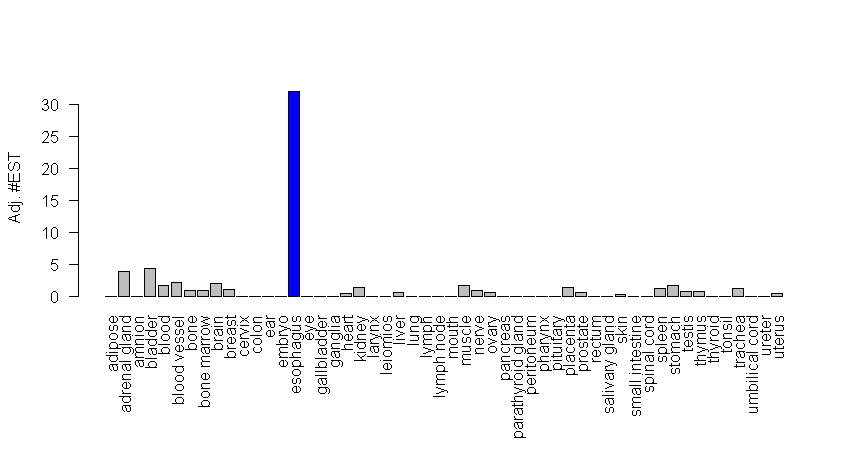 Adj. #EST
30
25
20
15
10
5
0
adipose
adrenal gland
amnion
bladder
blood
blood vessel
bone
bone marrow
brain
breast
cervix
colon
ear
embryo
esophagus
eye
gallbladder
ganglia
heart
kidney
larynx
leiomios
liver
lung
lymph
lymph node
mouth
muscle
nerve
ovary
pancreas
parathyroid gland
peritoneum
pharynx
pituitary
placenta
prostate
rectum
salivary gland
skin
small intestine
spinal cord
spleen
stomach
testis
thymus
thyroid
tonsil
trachea
umbilical cord
ureter
uterus